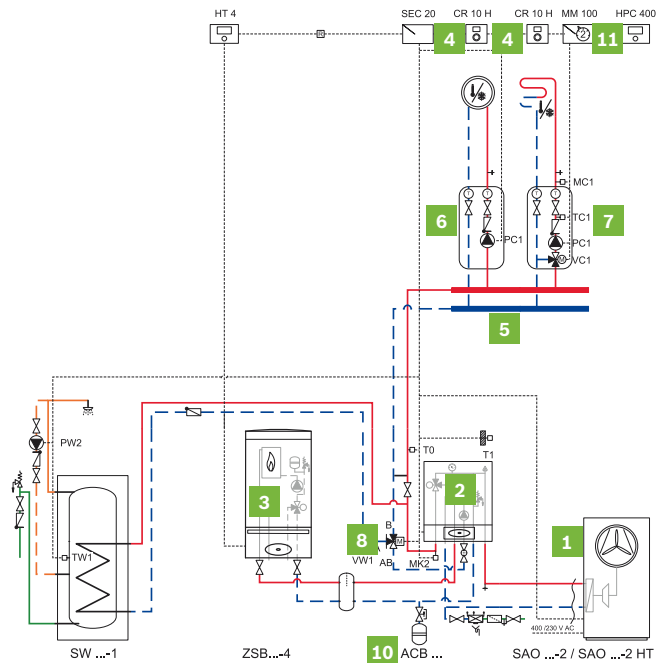 HT 4
SEC 20
CR 10 H
CR 10 H
MM 100
HPC 400
4
4
2
11
MC1
6
TC1
7
PC1
PC1
M
VC1
5
PW2
T0
T1
3
2
B
1
8
M
A
VW1
AB
MK2
TW1
400 /230 V AC
SW ...-1
ZSB...-4
10
ACB ...
SAO ...-2 / SAO ...-2 HT